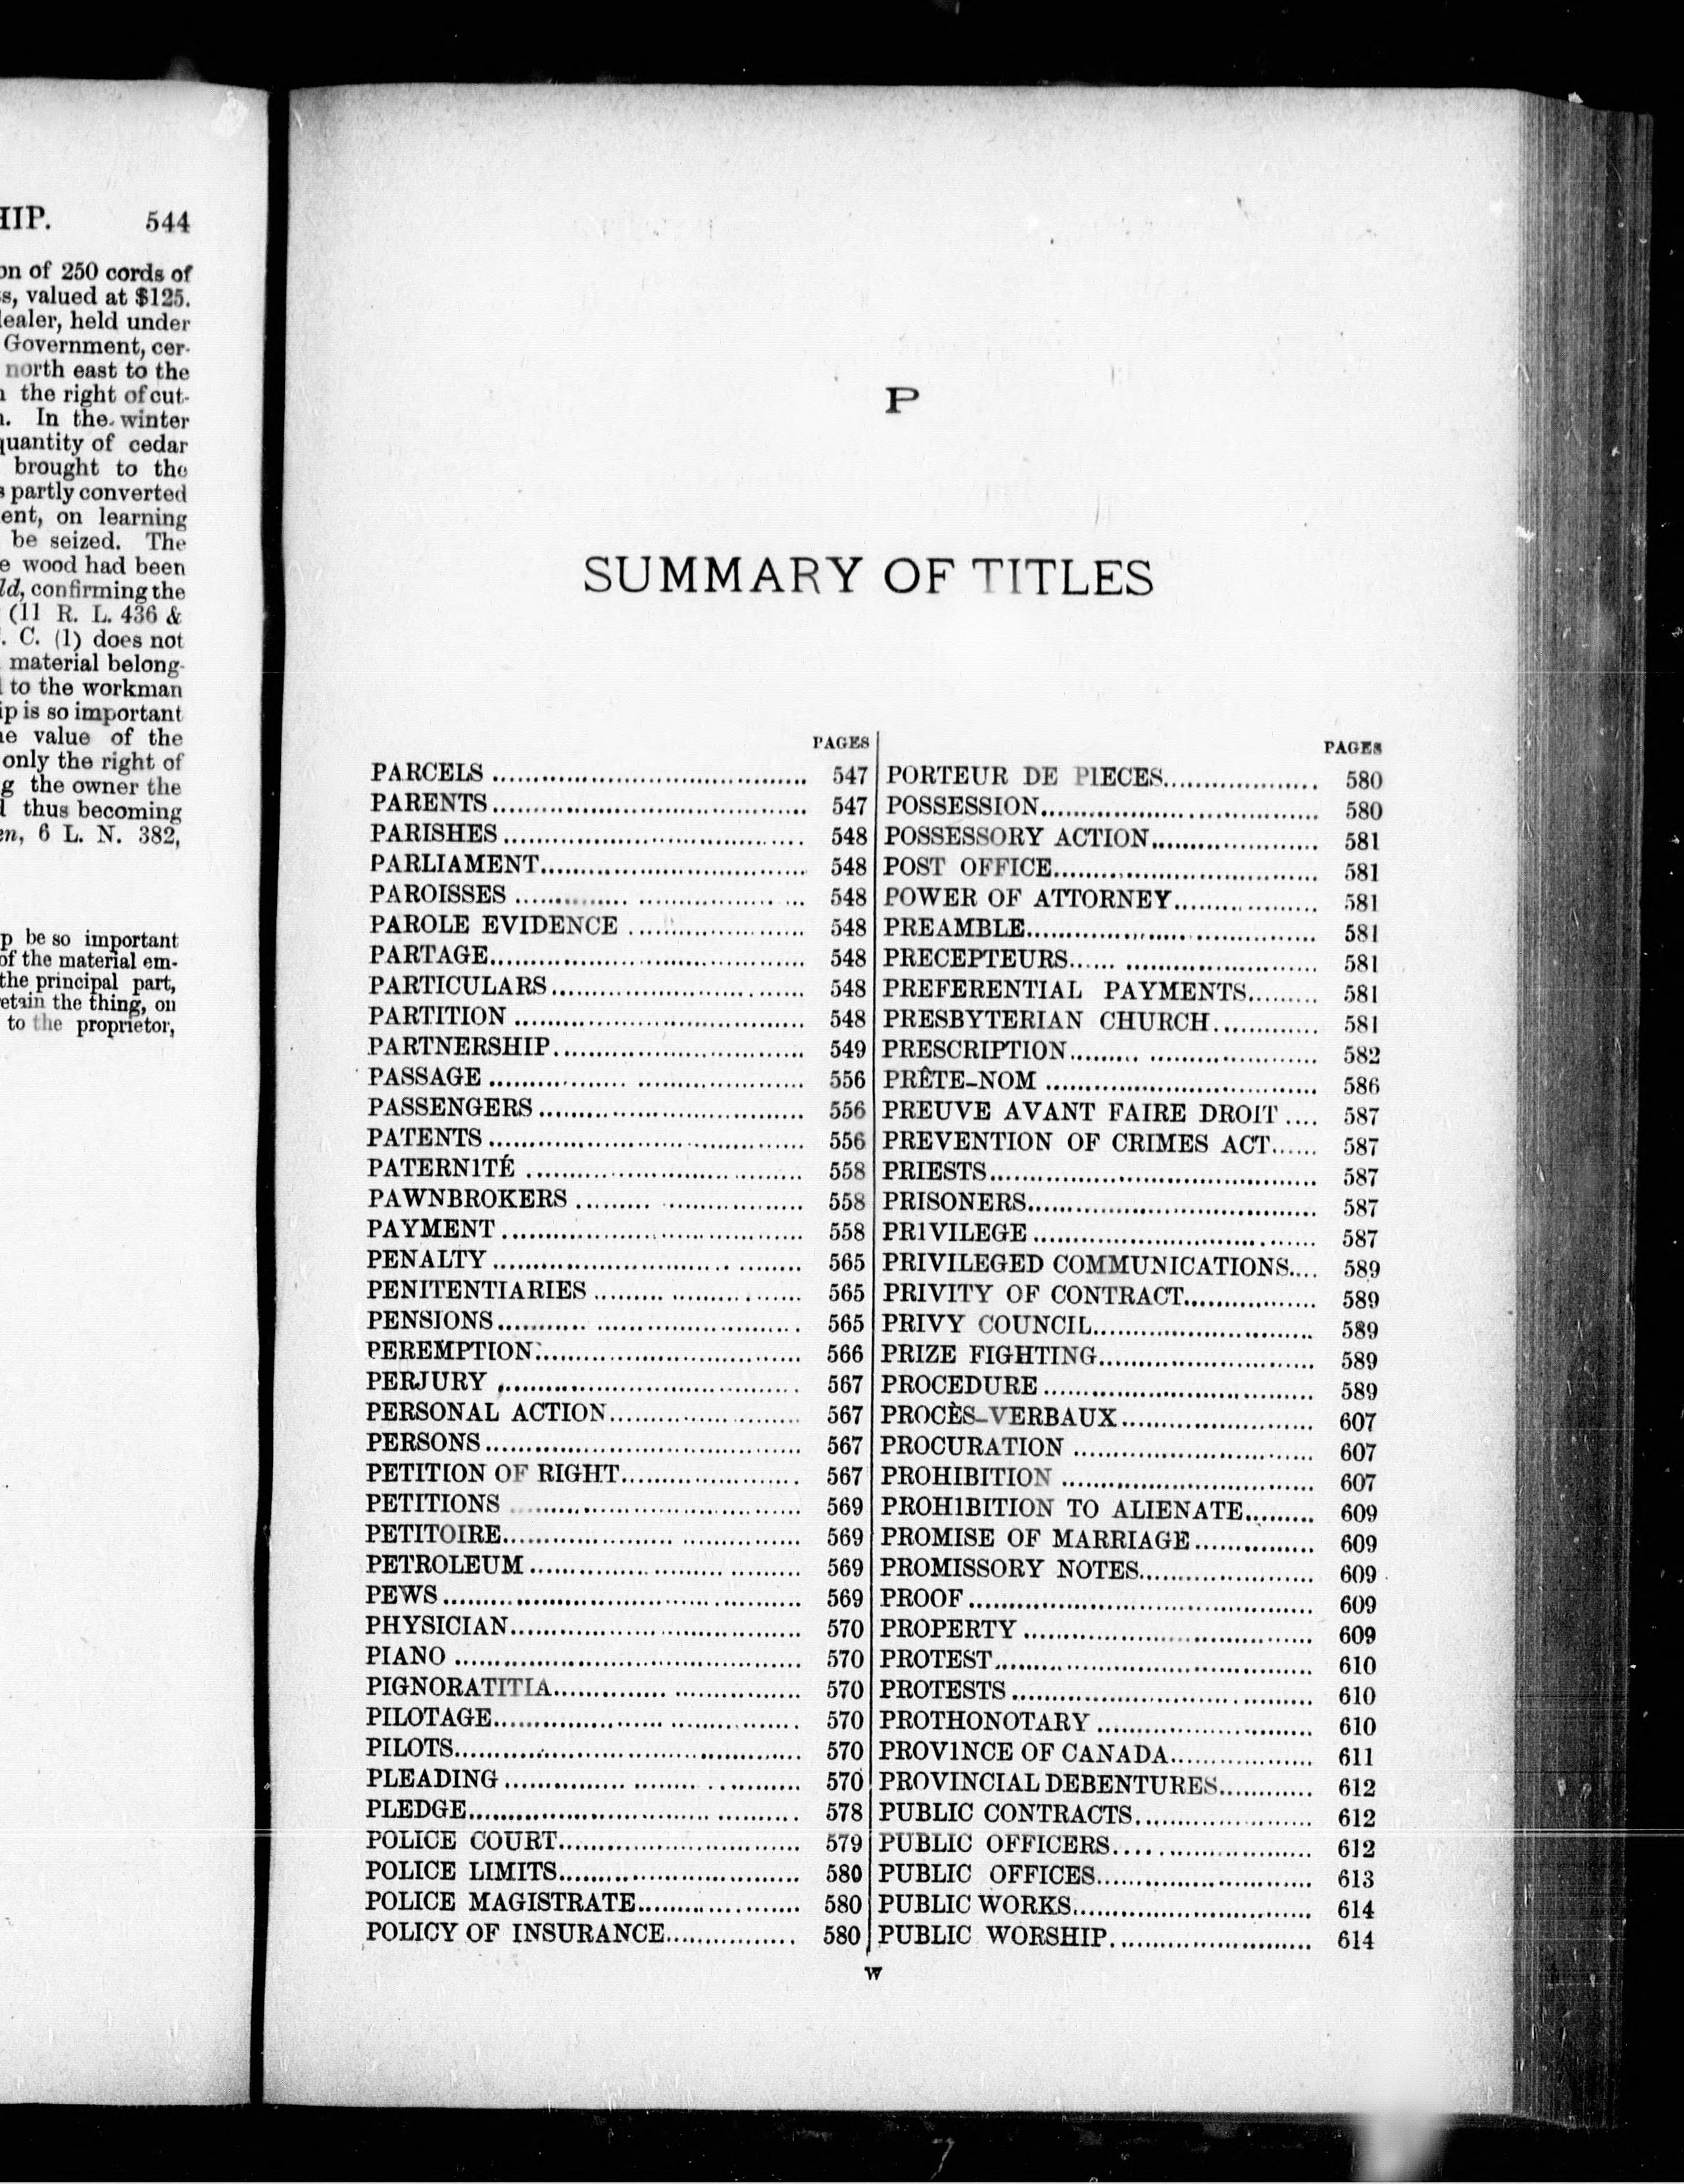 HIP. 544
of 250 cords of
valued at $125.
held under
Government, cer-
north east to the
the right of cut-
In the winter
of cedar
brought to the
partly converted
on learning
be seized. The
wood had been
confirming the
(11 R. L. 436 &
C. (1) does not
material belong-
to the workman
is so important
value of the
only the right of
the owner the
thus becoming
6 L. N. 382,
be so important
of the material em-
the principal part,
the thing, on
to the proprietor,
P
SUMMARY OF TITLES
PAGES
PARCELS ........ 547
PARENTS ........ 547
PARISHES ........ 548
PARLIAMENT ........ 548
PAROISSES ........ 548
PAROLE EVIDENCE ........ 548
PARTAGE ........ 548
PARTICULARS ........ 548
PARTITION ........ 548
PARTNERSHIP ........ 549
PASSAGE ........ 556
PASSENGERS ........ 556
PATENTS ........ 556
PATERNITÉ ........ 558
PAWNBROKERS ........ 558
PAYMENT ........ 558
PENALTY ........ 565
PENITENTIARIES ........ 565
PENSIONS ........ 565
PEREMPTION ........ 566
PERJURY ........ 567
PERSONAL ACTION ........ 567
PERSONS ........ 567
PETITION OF RIGHT ........ 567
PETITIONS ........ 569
PETITOIRE ........ 569
PETROLEUM ........ 569
PEWS ........ 569
PHYSICIAN ........ 570
PIANO ........ 570
PIGNORATITIA ........ 570
PILOTAGE ........ 570
PILOTS ........ 570
PLEADING ........ 570
PLEDGE ........ 578
POLICE COURT ........ 579
POLICE LIMITS ........ 580
POLICE MAGISTRATE ........ 580
POLICY OF INSURANCE ........ 580
PAGES
PORTEUR DE PIECES ........ 580
POSSESSION ........ 580
POSSESSORY ACTION ........ 581
POST OFFICE ........ 581
POWER OF ATTORNEY ........ 581
PREAMBLE ........ 581
PRECEPTEURS ........ 581
PREFERENTIAL PAYMENTS ........ 581
PRESBYTERIAN CHURCH ........ 581
PRESCRIPTION ........ 582
PRÊTE-NOM ........ 586
PREUVE AVANT FAIRE DROIT .... 587
PREVENTION OF CRIMES ACT ...... 587
PRIESTS ........ 587
PRISONERS ........ 587
PRIVILEGE ........ 587
PRIVILEGED COMMUNICATIONS .... 589
PRIVITY OF CONTRACT ........ 589
PRIVY COUNCIL ........ 589
PRIZE FIGHTING ........ 589
PROCEDURE ........ 589
PROCÈS-VERBAUX ........ 607
PROCURATION ........ 607
PROHIBITION ........ 607
PROHIBITION TO ALIENATE ........ 609
PROMISE OF MARRIAGE ........ 609
PROMISSORY NOTES ........ 609
PROOF ........ 609
PROPERTY ........ 609
PROTEST ........ 610
PROTESTS ........ 610
PROTHONOTARY ........ 610
PROVINCE OF CANADA ........ 611
PROVINCIAL DEBENTURES ........ 612
PUBLIC CONTRACTS ........ 612
PUBLIC OFFICERS ........ 612
PUBLIC OFFICES ........ 613
PUBLIC WORKS ........ 614
PUBLIC WORSHIP ........ 614
W